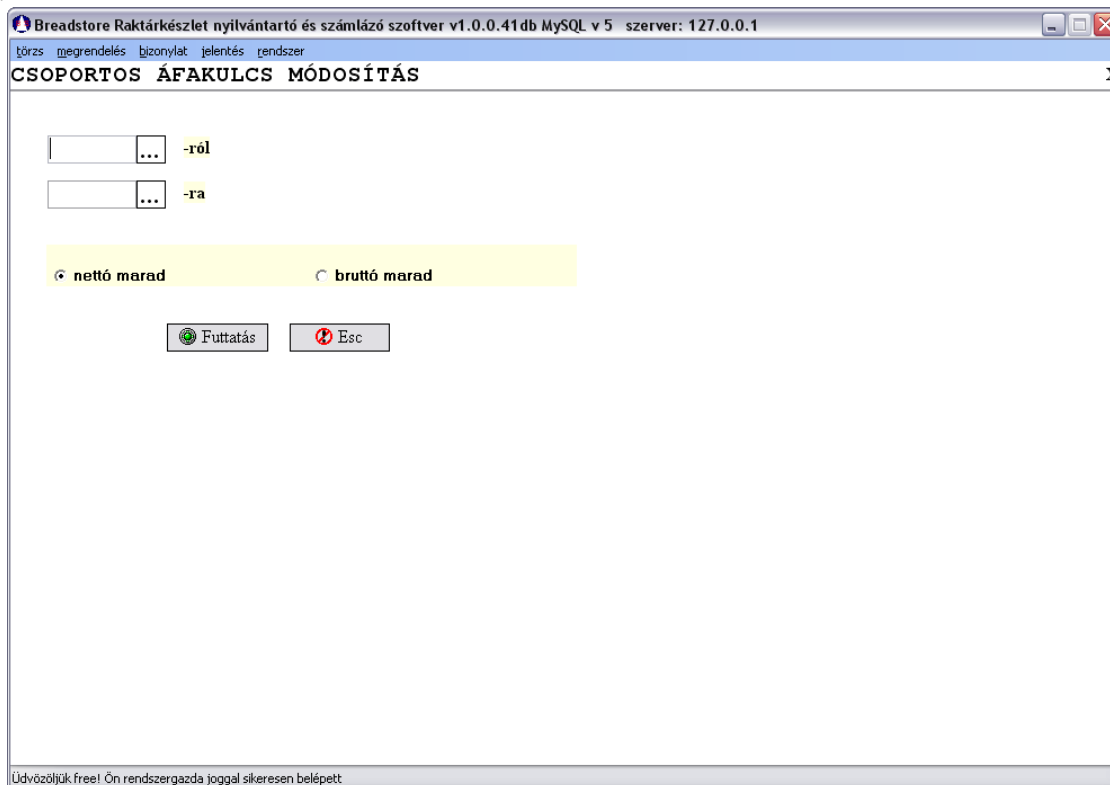 Breadstore Raktárkészlet nyilvántartó és számlázó szoftver v1.0.0.41db MySQL v 5 szerver: 127.0.0.1
törzs megrendelés bizonylat jelentés rendszer
CSOPORTOS ÁFAKULCS MÓDOSÍTÁS
... -ról
... -ra
nettó marad bruttó marad
Futtatás Esc
Üdvözöljük free! Ön rendszergazda joggal sikeresen belépett